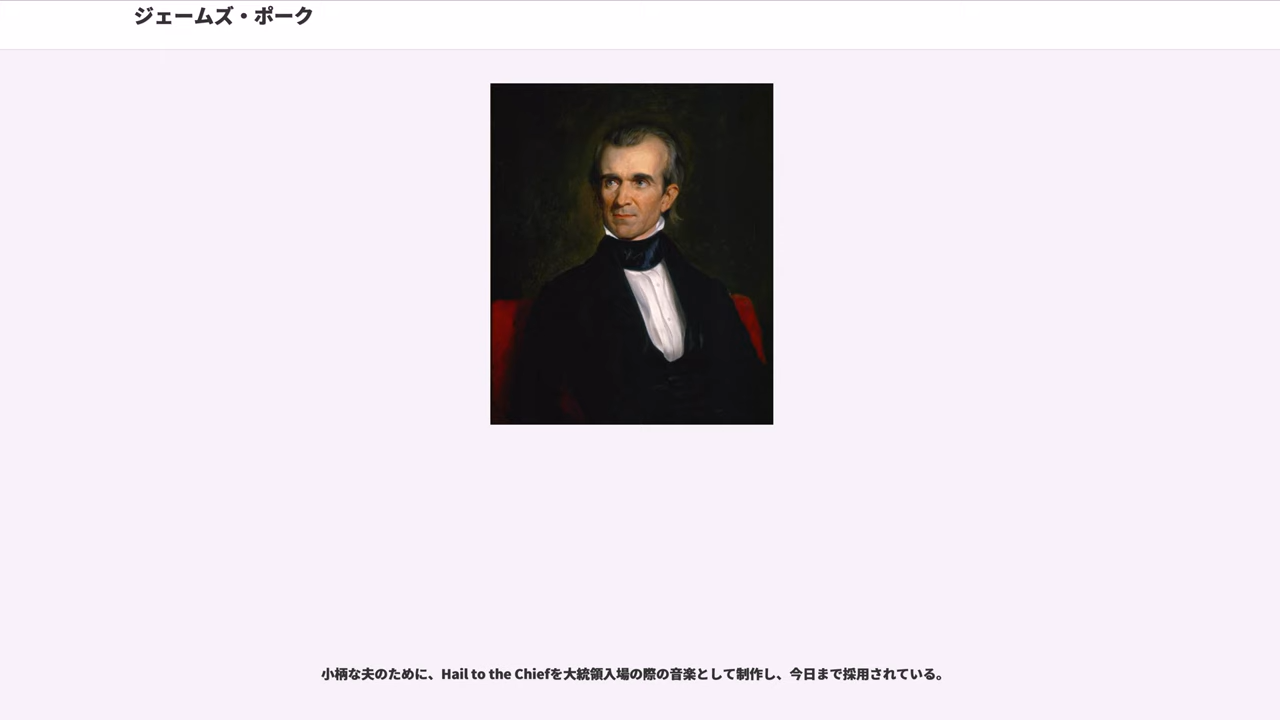 ジェームズ・ポーク
小柄な夫のために、Hail to the Chiefを大統領入場の際の音楽として制作し、今日まで採用されている。